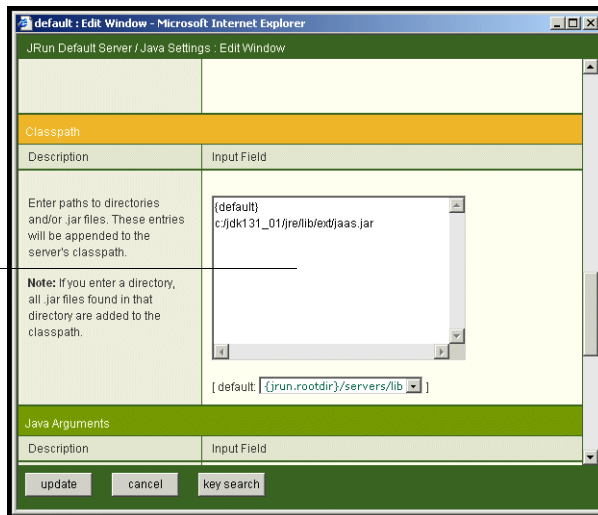 default : Edit Window - Microsoft Internet Explorer
JRun Default Server / Java Settings : Edit Window
Classpath
Description
Input Field
Enter paths to directories
and/or .jar files. These entries
will be appended to the
server's classpath.
Note: If you enter a directory,
all .jar files found in that
directory are added to the
classpath.
{default}
c:/jdk131_01/jre/lib/ext/jaas.jar
[ default: {jrun.rootdir}/servers/lib ]
Java Arguments
Description
Input Field
update
cancel
key search